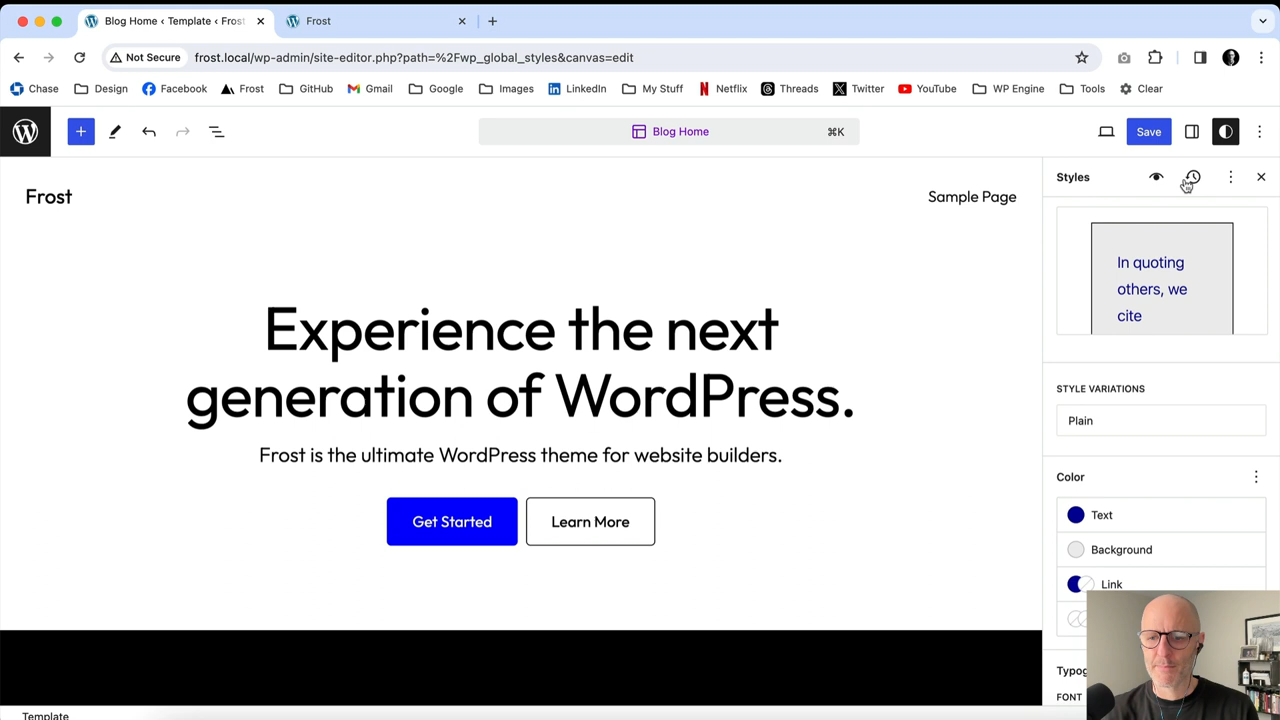 Blog Home ‹ Template ‹ Frost
Frost
Not Secure
frost.local/wp-admin/site-editor.php?path=%2Fwp_global_styles&canvas=edit
Chase
Design
Facebook
Frost
GitHub
Gmail
Google
Images
LinkedIn
My Stuff
Netflix
Threads
Twitter
YouTube
WP Engine
Tools
Clear
Blog Home
⌘K
Save
Frost
Sample Page
Experience the next
generation of WordPress.
Frost is the ultimate WordPress theme for website builders.
Get Started
Learn More
Styles
In quoting
others, we
cite
STYLE VARIATIONS
Plain
Color
Text
Background
Link
FONT
Template